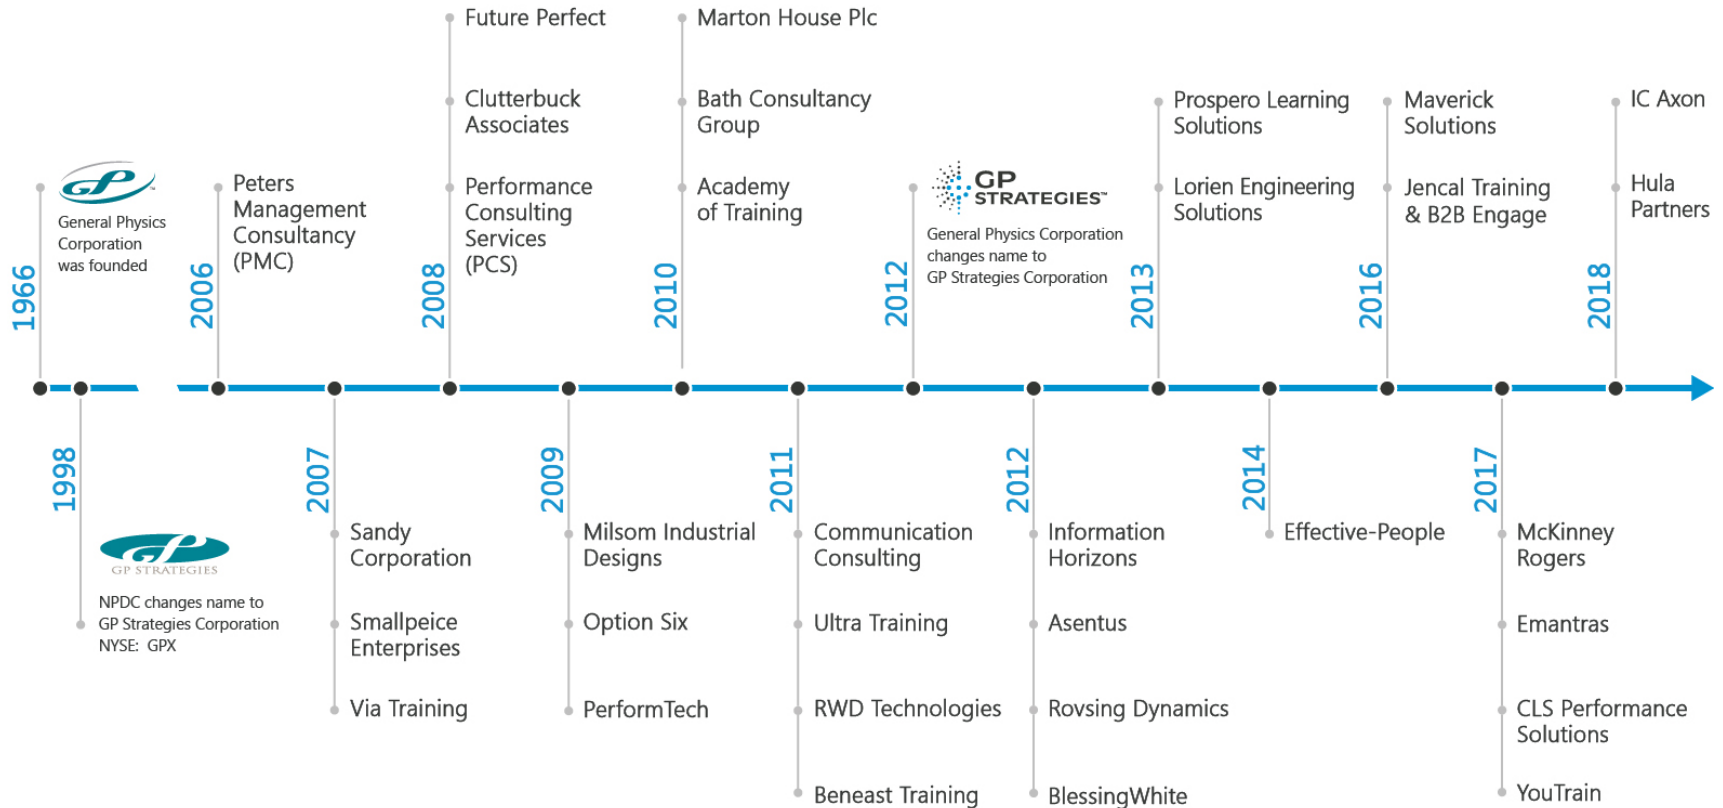 1966
GP
General Physics
Corporation
was founded
1998
GP
GP STRATEGIES
NPDC changes name to
GP Strategies Corporation
NYSE: GPX
2006
Peters
Management
Consultancy
(PMC)
2007
Sandy
Corporation
Smallpeice
Enterprises
Via Training
2008
Future Perfect
Clutterbuck
Associates
Performance
Consulting
Services
(PCS)
2009
Milsom Industrial
Designs
Option Six
PerformTech
2010
Marton House Plc
Bath Consultancy
Group
Academy
of Training
2011
Communication
Consulting
Ultra Training
RWD Technologies
Beneast Training
2012
GP
STRATEGIES™
General Physics Corporation
changes name to
GP Strategies Corporation
2012
Information
Horizons
Asentus
Rovsing Dynamics
BlessingWhite
2013
Prospero Learning
Solutions
Lorien Engineering
Solutions
2014
Effective-People
2016
Maverick
Solutions
Jencal Training
& B2B Engage
2017
McKinney
Rogers
Emantras
CLS Performance
Solutions
YouTrain
2018
IC Axon
Hula
Partners